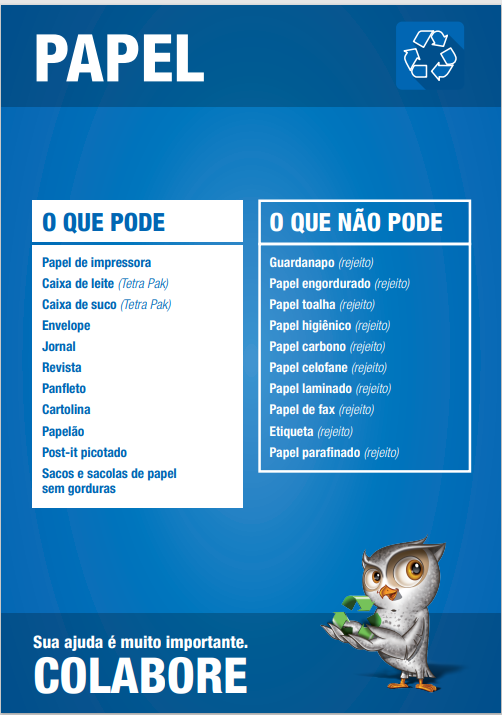 PAPEL
O QUE PODE
Papel de impressora
Caixa de leite (Tetra Pak)
Caixa de suco (Tetra Pak)
Envelope
Jornal
Revista
Panfleto
Cartolina
Papelão
Post-it picotado
Sacos e sacolas de papel
sem gorduras
O QUE NÃO PODE
Guardanapo (rejeito)
Papel engordurado (rejeito)
Papel toalha (rejeito)
Papel higiênico (rejeito)
Papel carbono (rejeito)
Papel celofane (rejeito)
Papel laminado (rejeito)
Papel de fax (rejeito)
Etiqueta (rejeito)
Papel parafinado (rejeito)
Sua ajuda é muito importante.
COLABORE